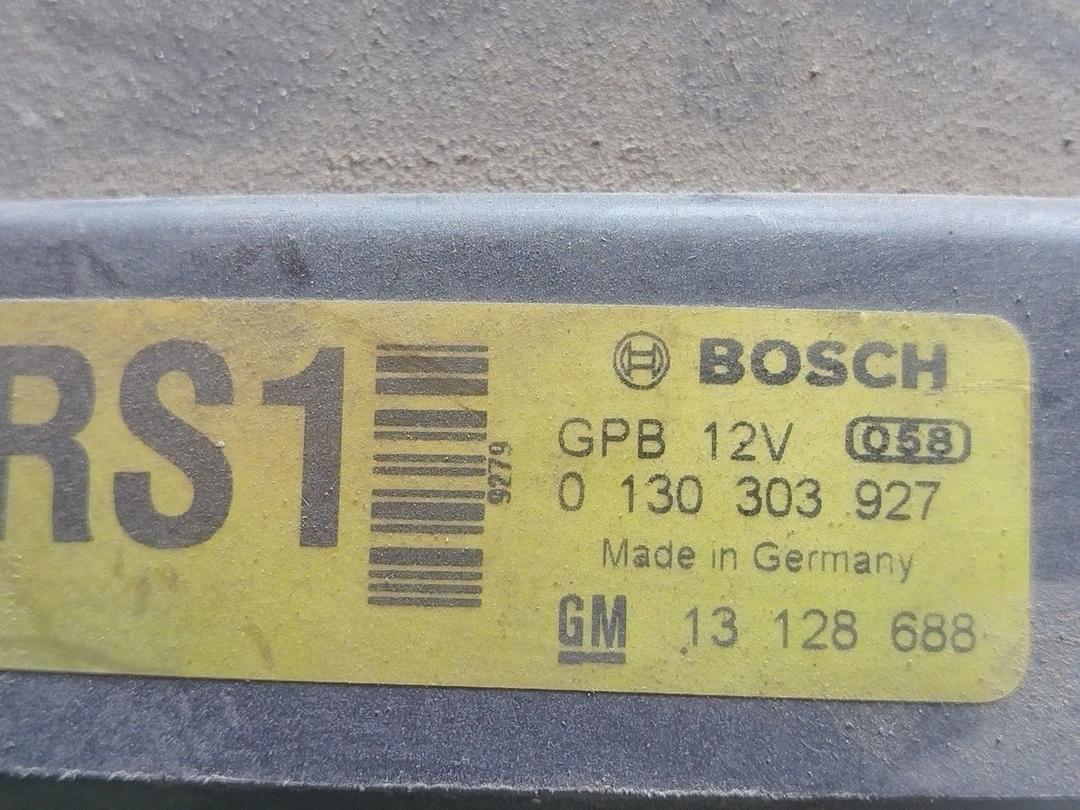 RS1
9279
BOSCH
GPB 12V 058
0 130 303 927
Made in Germany
GM 13 128 688